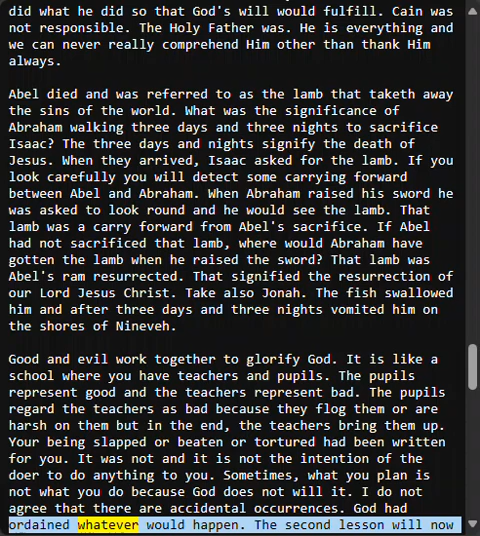 did what he did so that God's will would fulfill. Cain was
not responsible. The Holy Father was. He is everything and
we can never really comprehend Him other than thank Him
always.

Abel died and was referred to as the lamb that taketh away
the sins of the world. What was the significance of
Abraham walking three days and three nights to sacrifice
Isaac? The three days and nights signify the death of
Jesus. When they arrived, Isaac asked for the lamb. If you
look carefully you will detect some carrying forward
between Abel and Abraham. When Abraham raised his sword he
was asked to look round and he would see the lamb. That
lamb was a carry forward from Abel's sacrifice. If Abel
had not sacrificed that lamb, where would Abraham have
gotten the lamb when he raised the sword? That lamb was
Abel's ram resurrected. That signified the resurrection of
our Lord Jesus Christ. Take also Jonah. The fish swallowed
him and after three days and three nights vomited him on
the shores of Nineveh.

Good and evil work together to glorify God. It is like a
school where you have teachers and pupils. The pupils
represent good and the teachers represent bad. The pupils
regard the teachers as bad because they flog them or are
harsh on them but in the end, the teachers bring them up.
Your being slapped or beaten or tortured had been written
for you. It was not and it is not the intention of the
doer to do anything to you. Sometimes, what you plan is
not what you do because God does not will it. I do not
agree that there are accidental occurrences. God had
ordained whatever would happen. The second lesson will now